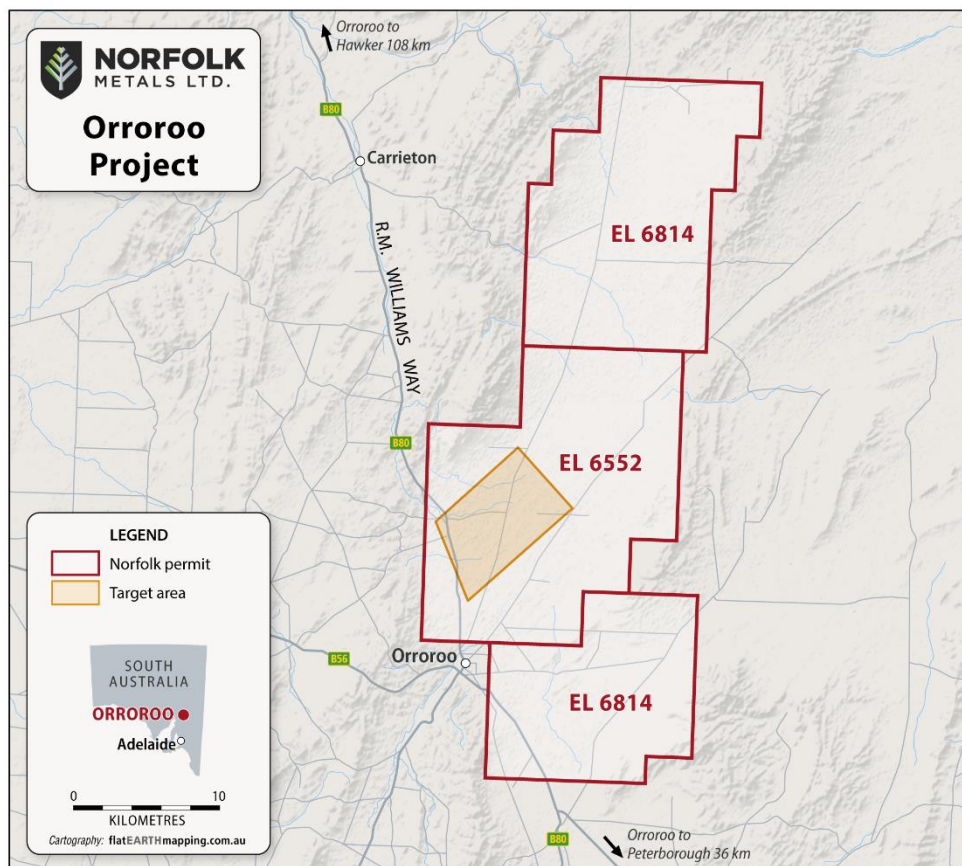 NORFOLK
METALS LTD.
Orroroo
Project
Orroroo to
Hawker 108 km
B80
Carrieton
R.M. WILLIAMS WAY
EL 6814
B80
EL 6552
LEGEND
Norfolk permit
Target area
SOUTH
AUSTRALIA
ORROROO
Adelaide
0 10
KILOMETRES
Cartography: flatEARTHmapping.com.au
B56
Orroroo
EL 6814
B80
Orroroo to
Peterborough 36 km